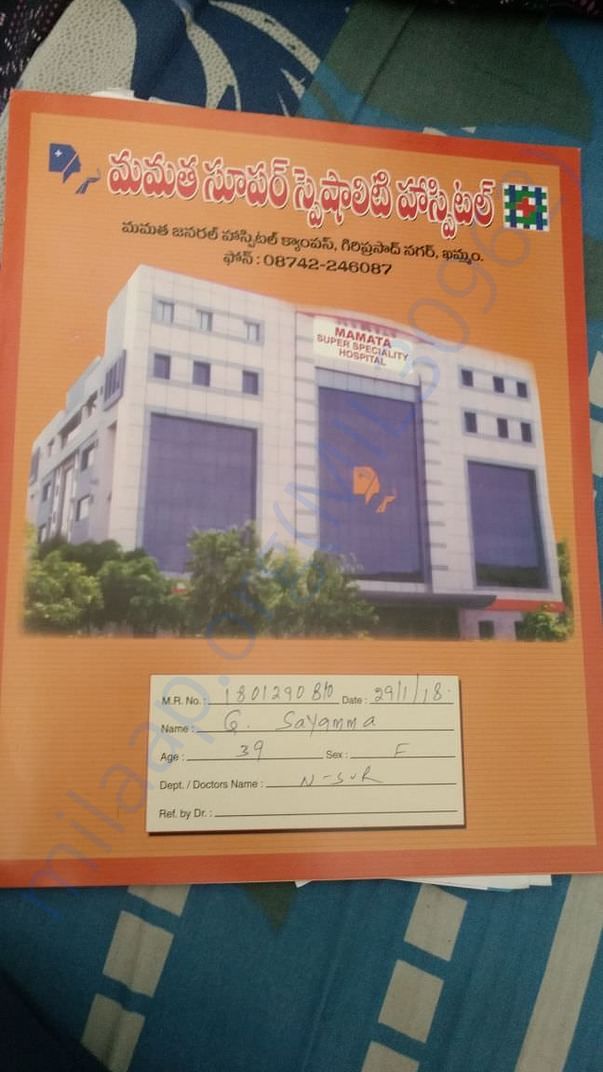 మమత సూపర్ స్పెషాలిటి హాస్పిటల్
మమత జనరల్ హాస్పిటల్ క్యాంపస్, గిరిప్రసాద్ నగర్, ఖమ్మం.
ఫోన్ : 08742-246087
MAMATA
SUPER SPECIALITY
HOSPITAL
M.R. No. : 1801290810 Date : 29/1/18.
Name : G. Sayamma
Age : 39 Sex : F
Dept. / Doctors Name : N-SUR
Ref. by Dr. :